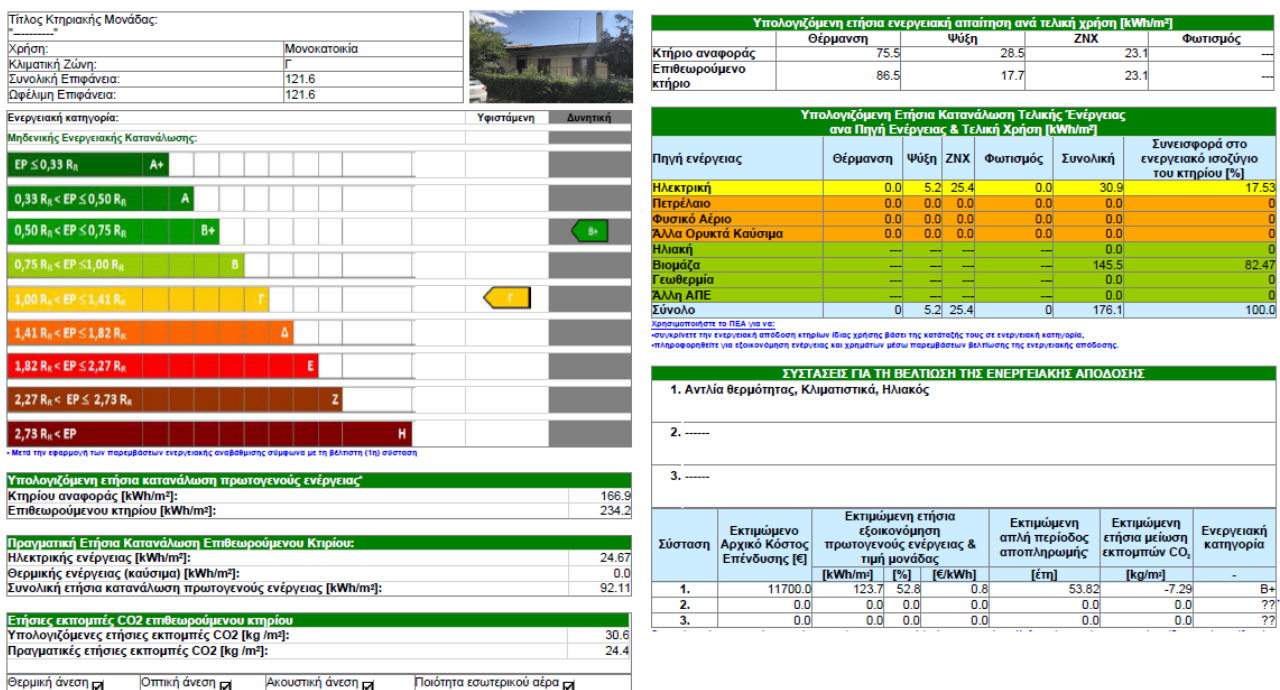 Τίτλος Κτηριακής Μονάδας:
"----------"
Χρήση: Μονοκατοικία
Κλιματική Ζώνη: Γ
Συνολική Επιφάνεια: 121.6
Ωφέλιμη Επιφάνεια: 121.6
Ενεργειακή κατηγορία: Υφιστάμενη Δυνητική
Μηδενικής Ενεργειακής Κατανάλωσης:
EP ≤ 0,33 R_R A+
0,33 R_R < EP ≤ 0,50 R_R A
0,50 R_R < EP ≤ 0,75 R_R B+ B+
0,75 R_R < EP ≤ 1,00 R_R B
1,00 R_R < EP ≤ 1,41 R_R Γ Γ
1,41 R_R < EP ≤ 1,82 R_R Δ
1,82 R_R < EP ≤ 2,27 R_R E
2,27 R_R < EP ≤ 2,73 R_R Z
2,73 R_R < EP H
• Μετά την εφαρμογή των παρεμβάσεων ενεργειακής αναβάθμισης σύμφωνα με τη βέλτιστη (1η) σύσταση
Υπολογιζόμενη ετήσια κατανάλωση πρωτογενούς ενέργειας*
Κτηρίου αναφοράς [kWh/m²]: 166.9
Επιθεωρούμενου κτηρίου [kWh/m²]: 234.2
Πραγματική Ετήσια Κατανάλωση Επιθεωρούμενου Κτιρίου:
Ηλεκτρικής ενέργειας [kWh/m²]: 24.67
Θερμικής ενέργειας (καύσιμα) [kWh/m²]: 0.0
Συνολική ετήσια κατανάλωση πρωτογενούς ενέργειας [kWh/m²]: 92.11
Ετήσιες εκπομπές CO2 επιθεωρούμενου κτηρίου
Υπολογιζόμενες ετήσιες εκπομπές CO2 [kg /m²]: 30.6
Πραγματικές ετήσιες εκπομπές CO2 [kg /m²]: 24.4
Θερμική άνεση ☑ Οπτική άνεση ☑ Ακουστική άνεση ☑ Ποιότητα εσωτερικού αέρα ☑
Υπολογιζόμενη ετήσια ενεργειακή απαίτηση ανά τελική χρήση [kWh/m²]
Θέρμανση Ψύξη ΖΝΧ Φωτισμός
Κτήριο αναφοράς 75.5 28.5 23.1 ---
Επιθεωρούμενο
κτήριο 86.5 17.7 23.1 ---
Υπολογιζόμενη Ετήσια Κατανάλωση Τελικής Ένέργειας
ανα Πηγή Ενέργειας & Τελική Χρήση [kWh/m²]
Πηγή ενέργειας Θέρμανση Ψύξη ΖΝΧ Φωτισμός Συνολική Συνεισφορά στο
ενεργειακό ισοζύγιο
του κτηρίου [%]
Ηλεκτρική 0.0 5.2 25.4 0.0 30.9 17.53
Πετρέλαιο 0.0 0.0 0.0 0.0 0.0 0
Φυσικό Αέριο 0.0 0.0 0.0 0.0 0.0 0
Άλλα Ορυκτά Καύσιμα 0.0 0.0 0.0 0.0 0.0 0
Ηλιακή --- --- --- --- 0.0 0
Βιομάζα --- --- --- --- 145.5 82.47
Γεωθερμία --- --- --- --- 0.0 0
Άλλη ΑΠΕ --- --- --- --- 0.0 0
Σύνολο 0 5.2 25.4 0 176.1 100.0
Χρησιμοποιήστε το ΠΕΑ για να:
•συγκρίνετε την ενεργειακή απόδοση κτηρίων ίδιας χρήσης βάσει της κατάταξής τους σε ενεργειακή κατηγορία,
•πληροφορηθείτε για εξοικονόμηση ενέργειας και χρημάτων μέσω παρεμβάσεων βελτίωσης της ενεργειακής απόδοσης.
ΣΥΣΤΑΣΕΙΣ ΓΙΑ ΤΗ ΒΕΛΤΙΩΣΗ ΤΗΣ ΕΝΕΡΓΕΙΑΚΗΣ ΑΠΟΔΟΣΗΣ
1. Αντλία θερμότητας, Κλιματιστικά, Ηλιακός
2. ------
3. ------
Σύσταση Εκτιμώμενο
Αρχικό Κόστος
Επένδυσης [€]
Εκτιμώμενη ετήσια
εξοικονόμηση
πρωτογενούς ενέργειας &
τιμή μονάδας
Εκτιμώμενη
απλή περίοδος
αποπληρωμής*
Εκτιμώμενη
ετήσια μείωση
εκπομπών CO₂
Ενεργειακή
κατηγορία
[kWh/m²] [%] [€/kWh] [έτη] [kg/m²] -
1. 11700.0 123.7 52.8 0.8 53.82 -7.29 B+
2. 0.0 0.0 0.0 0.0 0.0 0.0 ??
3. 0.0 0.0 0.0 0.0 0.0 0.0 ??